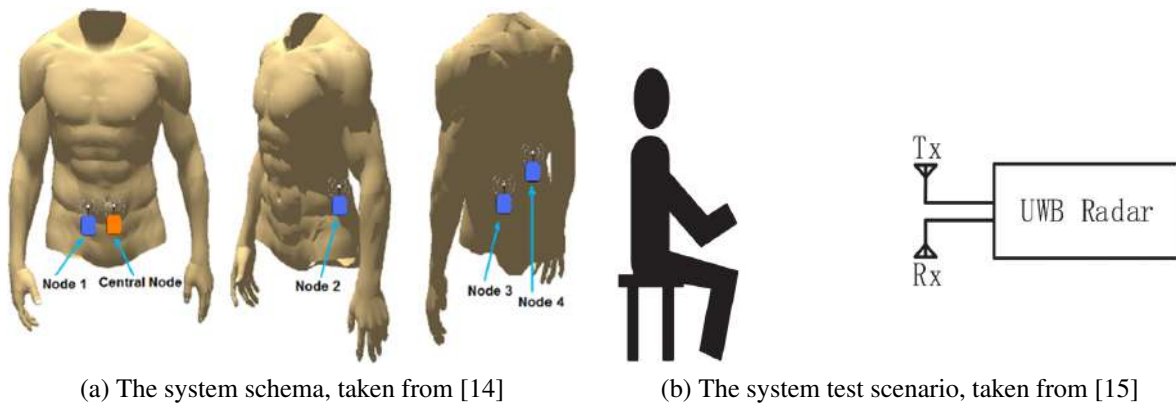 Node 1
Central Node
Node 2
Node 3
Node 4
Tx
Rx
UWB Radar
(a) The system schema, taken from [14]
(b) The system test scenario, taken from [15]